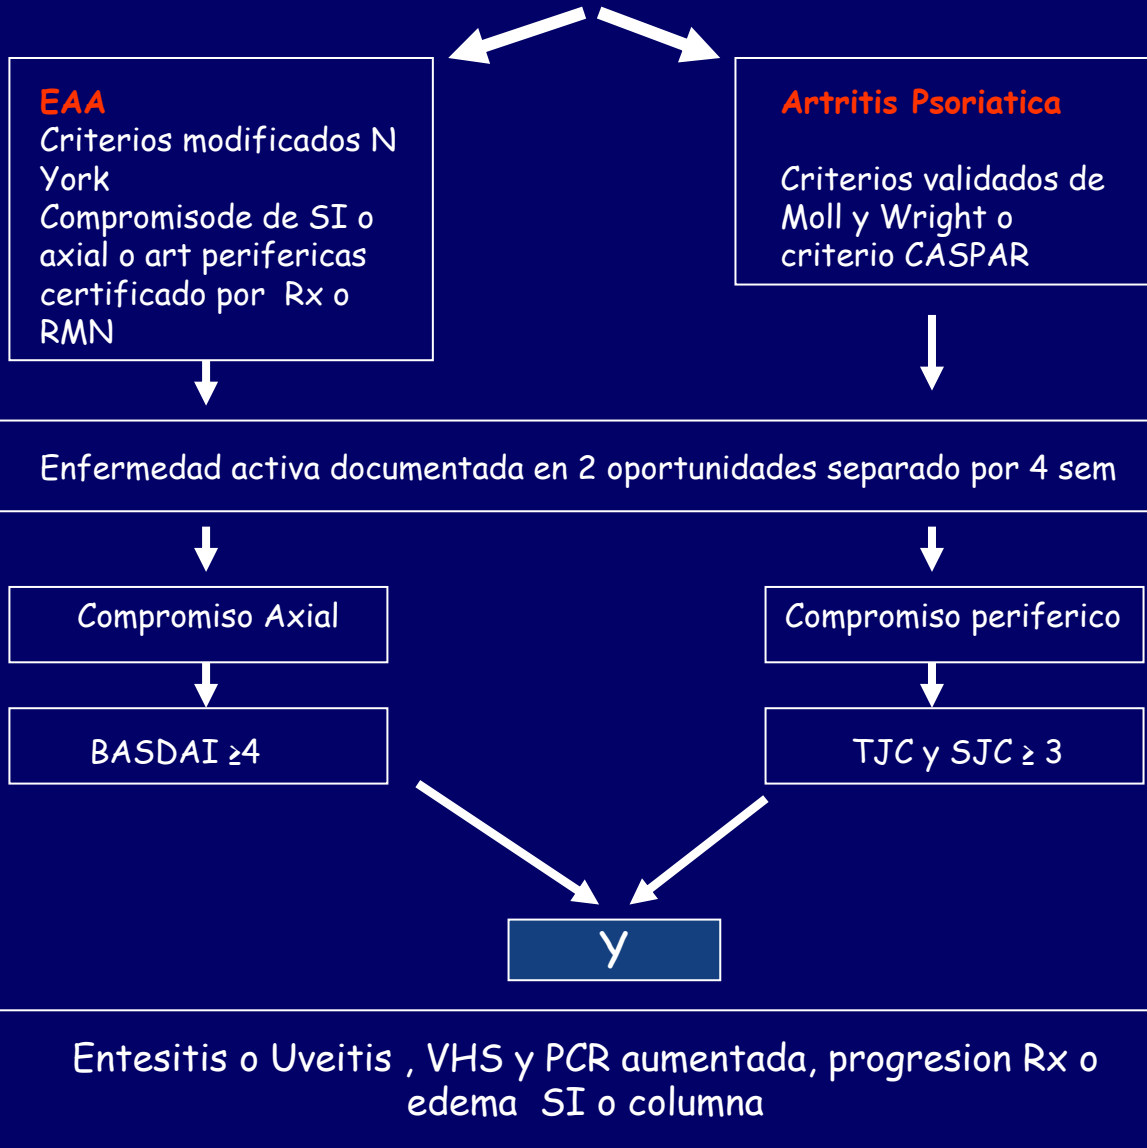 EAA
Criterios modificados N
York
Compromisode de SI o
axial o art perifericas
certificado por Rx o
RMN
Artritis Psoriatica
Criterios validados de
Moll y Wright o
criterio CASPAR
Enfermedad activa documentada en 2 oportunidades separado por 4 sem
Compromiso Axial
Compromiso periferico
BASDAI ≥4
TJC y SJC ≥ 3
Y
Entesitis o Uveitis , VHS y PCR aumentada, progresion Rx o
edema SI o columna